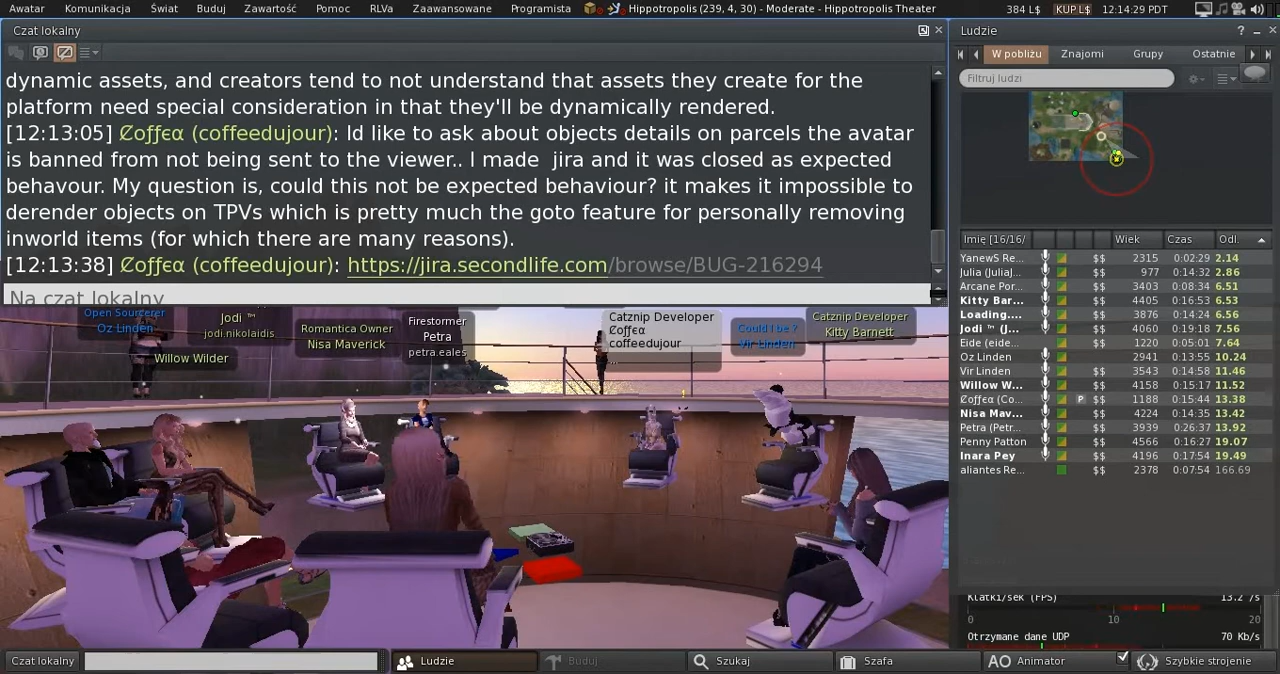 Awatar Komunikacja Świat Buduj Zawartość Pomoc RLVa Zaawansowane Programista Hippotropolis (239, 4, 30) - Moderate - Hippotropolis Theater 384 L$ KUP L$ 12:14:29 PDT
Czat lokalny
dynamic assets, and creators tend to not understand that assets they create for the
platform need special consideration in that they'll be dynamically rendered.
[12:13:05] Ȼσƒƒєα (coffeedujour): Id like to ask about objects details on parcels the avatar
is banned from not being sent to the viewer.. I made jira and it was closed as expected
behavour. My question is, could this not be expected behaviour? it makes it impossible to
derender objects on TPVs which is pretty much the goto feature for personally removing
inworld items (for which there are many reasons).
[12:13:38] Ȼσƒƒєα (coffeedujour): https://jira.secondlife.com/browse/BUG-216294
Na czat lokalny
Open Sourcerer
Oz Linden
Jodi ™
jodi.nikolaidis
Willow Wilder
Romantica Owner
Nisa Maverick
Firestormer
Petra
petra.eales
Catznip Developer
Ȼσƒƒєα
coffeedujour
...
Could I be ?
Vir Linden
Catznip Developer
Kitty Barnett
Ludzie
W pobliżu Znajomi Grupy Ostatnie
Filtruj ludzi
Imię [16/16/ Wiek Czas Odl.
YanewS Re... $$ 2315 0:02:29 2.14
Julia (JuliaJ... $$ 977 0:14:32 2.86
Arcane Por... $$ 3403 0:08:34 6.51
Kitty Bar... $$ 4405 0:16:53 6.53
Loading.... $$ 3876 0:14:24 6.56
Jodi ™ (J... $$ 4060 0:19:18 7.56
Eide (eide... $$ 1220 0:05:01 7.64
Oz Linden 2941 0:13:55 10.24
Vir Linden $$ 3543 0:14:58 11.46
Willow W... $$ 4158 0:15:17 11.52
Ȼσƒƒєα (Co... P $$ 1188 0:15:44 13.38
Nisa Mav... $$ 4224 0:14:35 13.42
Petra (Petr... $$ 3939 0:26:37 13.92
Penny Patton $$ 4566 0:16:27 19.07
Inara Pey $$ 4196 0:17:54 19.49
aliantes Re... $$ 2378 0:07:54 166.69
Klatki/sek (FPS) 13.2 /s
0 10 20
Otrzymane dane UDP 70 Kb/s
Czat lokalny Ludzie Buduj Szukaj Szafa AO Animator Szybkie strojenie